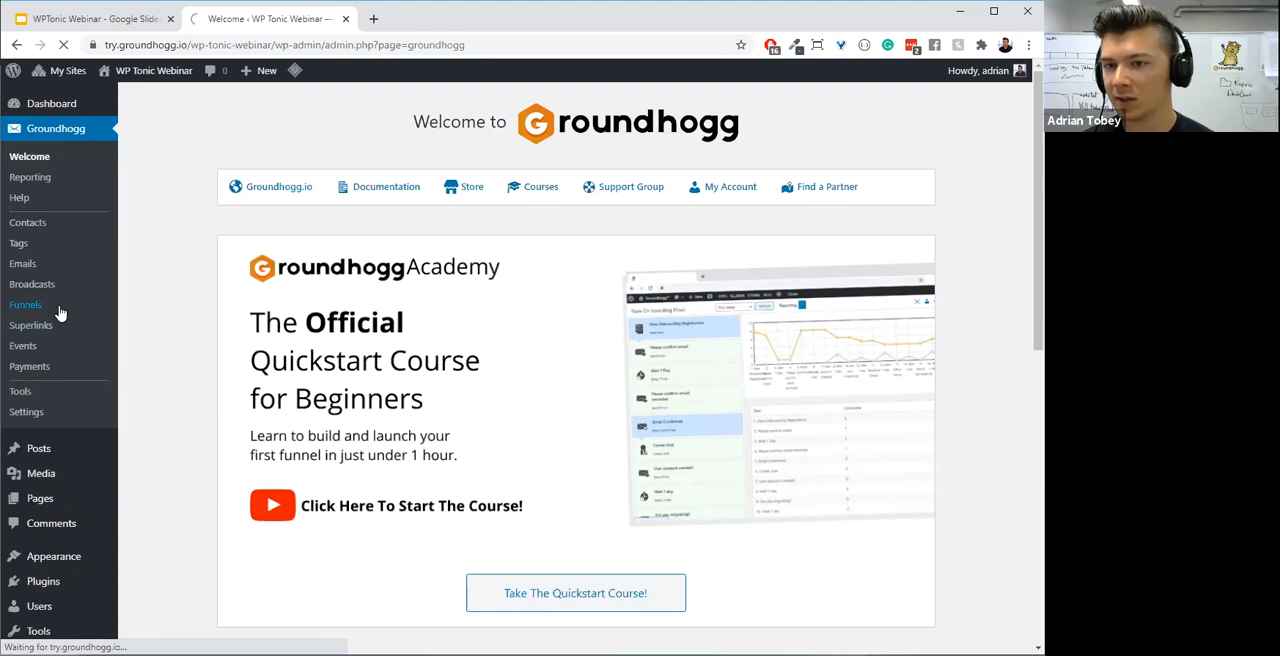 WPTonic Webinar - Google Slide
Welcome ‹ WP Tonic Webinar —
try.groundhogg.io/wp-tonic-webinar/wp-admin/admin.php?page=groundhogg
16
2
My Sites
WP Tonic Webinar
0
New
Howdy, adrian
Adrian Tobey
Dashboard
Groundhogg
Welcome
Reporting
Help
Contacts
Tags
Emails
Broadcasts
Funnels
Superlinks
Events
Payments
Tools
Settings
Posts
Media
Pages
Comments
Appearance
Plugins
Users
Tools
Welcome to Groundhogg
Groundhogg.io
Documentation
Store
Courses
Support Group
My Account
Find a Partner
GroundhoggAcademy
The Official
Quickstart Course
for Beginners
Learn to build and launch your
first funnel in just under 1 hour.
Click Here To Start The Course!
Take The Quickstart Course!
Waiting for try.groundhogg.io...